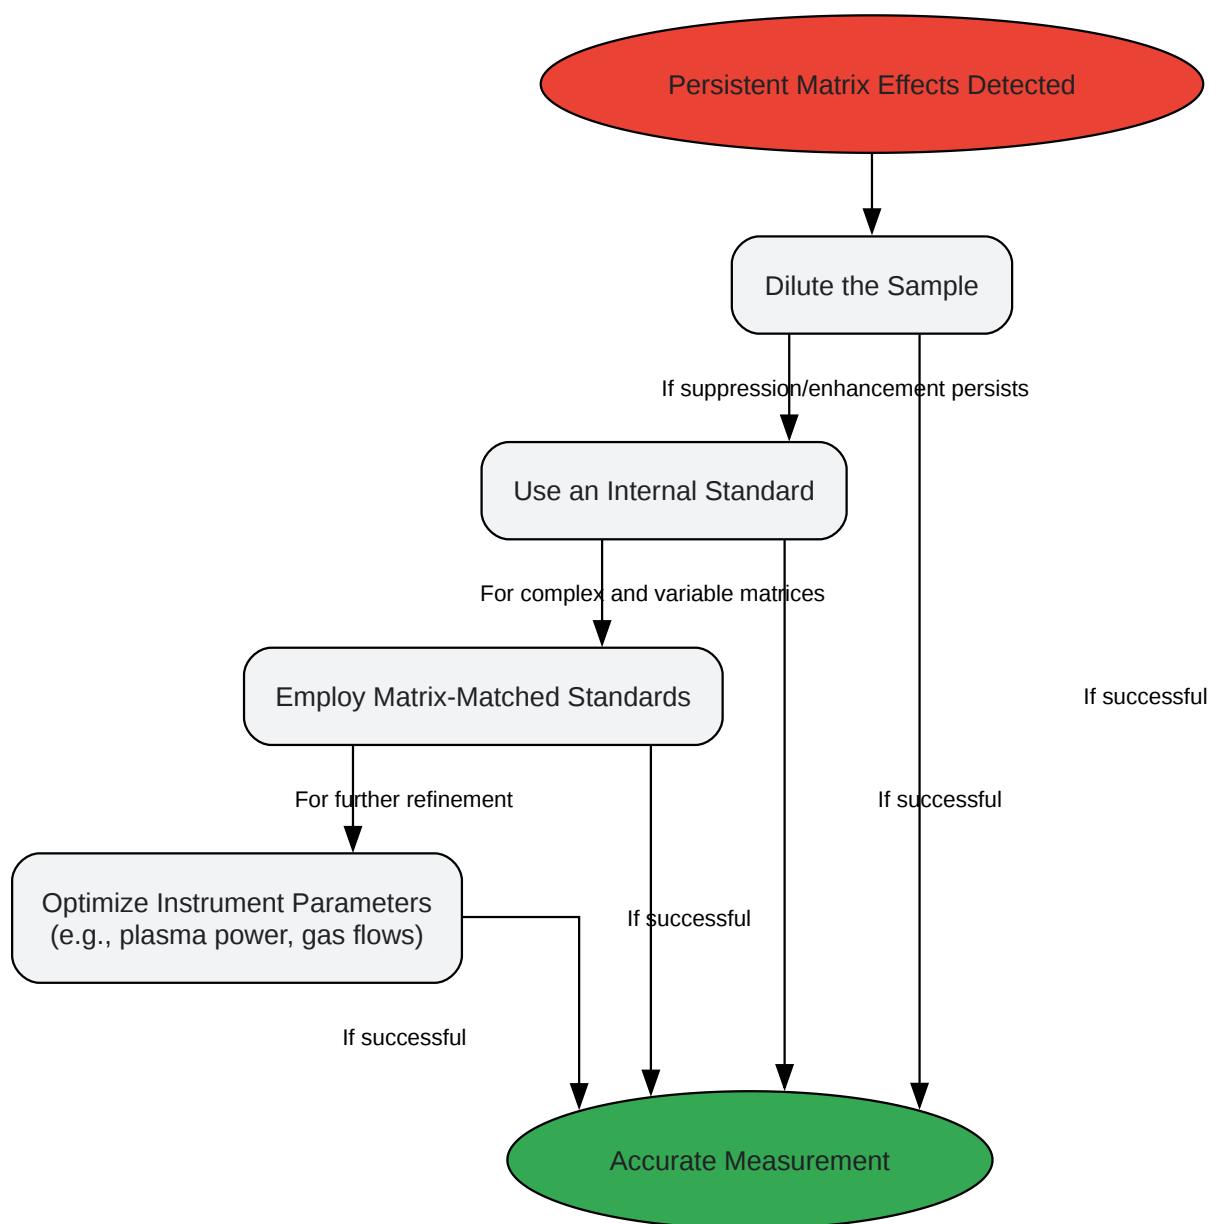 Persistent Matrix Effects Detected
Dilute the Sample
If suppression/enhancement persists
Use an Internal Standard
For complex and variable matrices
Employ Matrix-Matched Standards
If successful
For further refinement
If successful
Optimize Instrument Parameters
(e.g., plasma power, gas flows)
If successful
If successful
Accurate Measurement